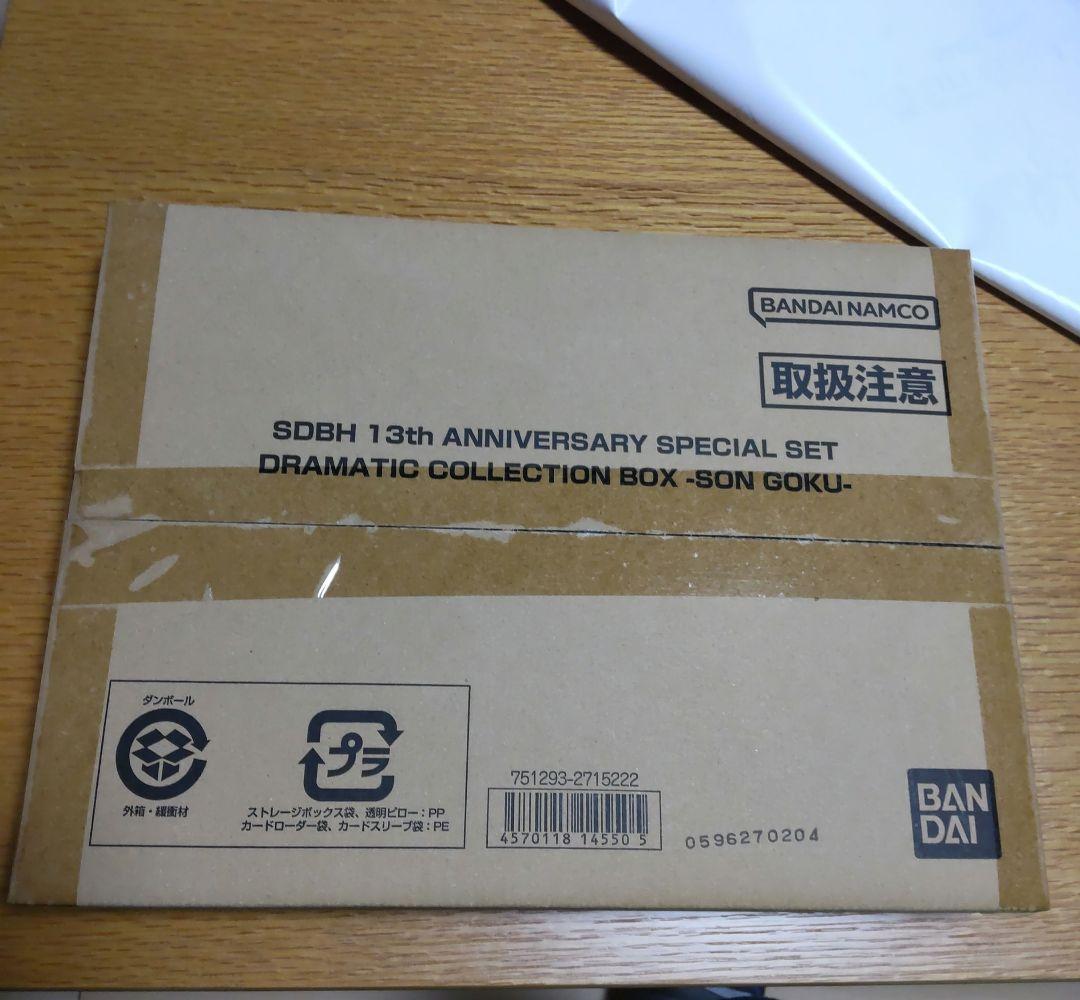 BANDAI NAMCO
取扱注意
SDBH 13th ANNIVERSARY SPECIAL SET
DRAMATIC COLLECTION BOX -SON GOKU-
ダンボール
外箱・緩衝材
プラ
ストレージボックス袋、透明ピロー：PP
カードローダー袋、カードスリーブ袋：PE
751293-2715222
4570118 14550 5
0596270204
BAN
DAI